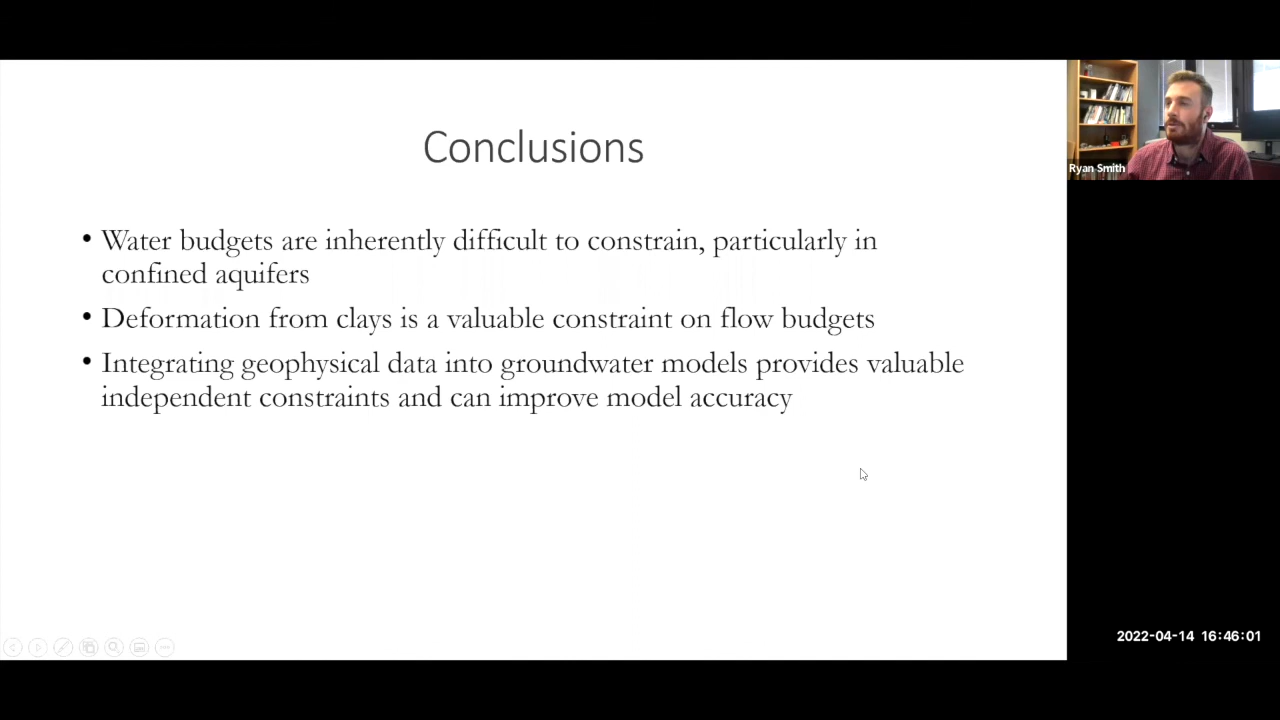 Conclusions
• Water budgets are inherently difficult to constrain, particularly in
confined aquifers
• Deformation from clays is a valuable constraint on flow budgets
• Integrating geophysical data into groundwater models provides valuable
independent constraints and can improve model accuracy
Ryan Smith
2022-04-14 16:46:01